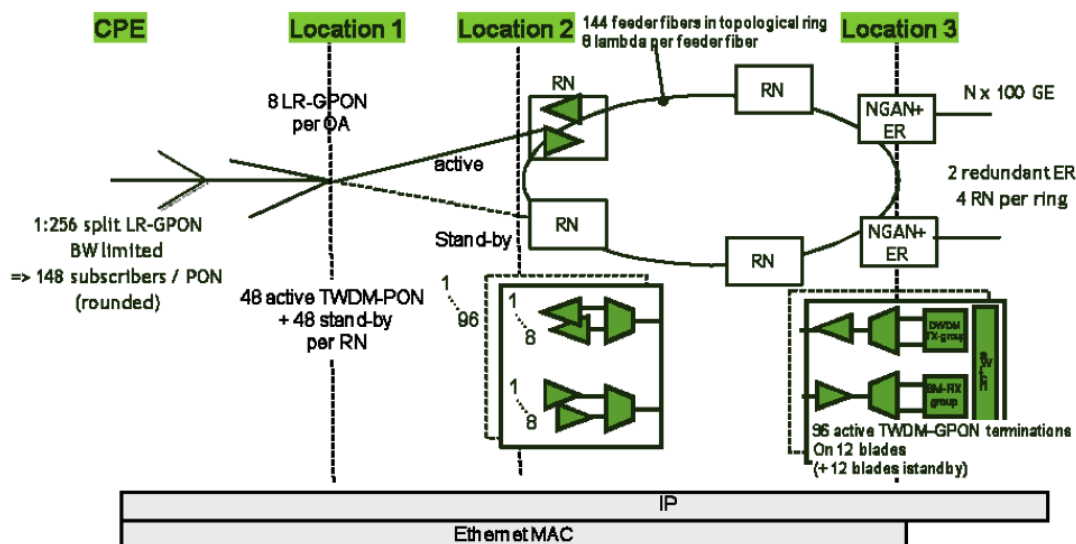 CPE
Location 1
Location 2
144 feeder fibers in topological ring
8 lambda per feeder fiber
Location 3
8 LR-GPON
per OA
RN
RN
NGAN+
ER
N x 100 GE
active
2 redundant ER
4 RN per ring
1:256 split LR-GPON
BW limited
=> 148 subscribers / PON
(rounded)
Stand-by
RN
RN
NGAN+
ER
48 active TWDM-PON
+ 48 stand-by
per RN
1
96
1
8
1
8
DWDM
TX-group
BM-RX
group
96 active TWDM-GPON terminations
On 12 blades
(+ 12 blades istandby)
IP
Ethernet MAC